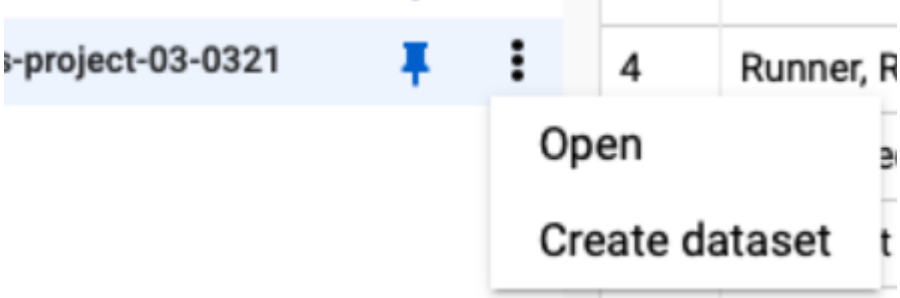 s-project-03-0321
4 Runner, R
Open
Create dataset
t